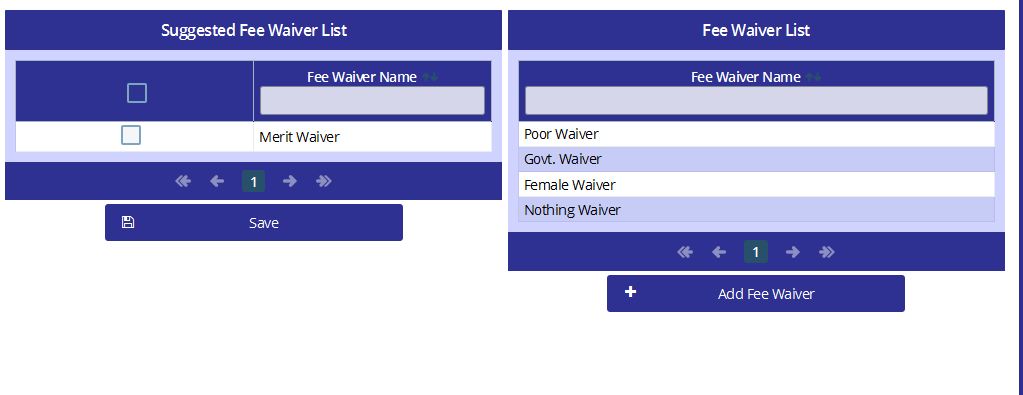 Suggested Fee Waiver List
Fee Waiver Name
Merit Waiver
1
Save
Fee Waiver List
Fee Waiver Name
Poor Waiver
Govt. Waiver
Female Waiver
Nothing Waiver
1
Add Fee Waiver